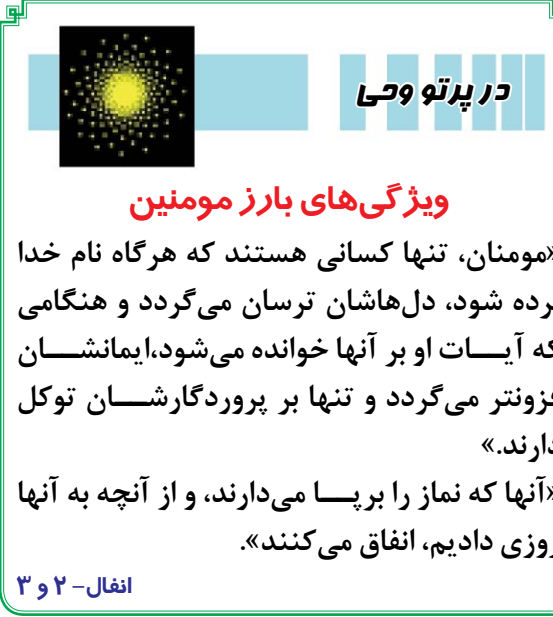 در پرتو وحی
ویژگی‌های بارز مومنین
«مومنان، تنها کسانی هستند که هرگاه نام خدا
برده شود، دل‌هاشان ترسان می‌گردد و هنگامی
که آیـــات او بر آنها خوانده می‌شود،ایمانشـــان
فزونتر می‌گردد و تنها بر پروردگارشـــان توکل
دارند.»
«آنها که نماز را برپـــا می‌دارند، و از آنچه به آنها
روزی دادیم، انفاق می‌کنند».
انفال– ۲ و ۳